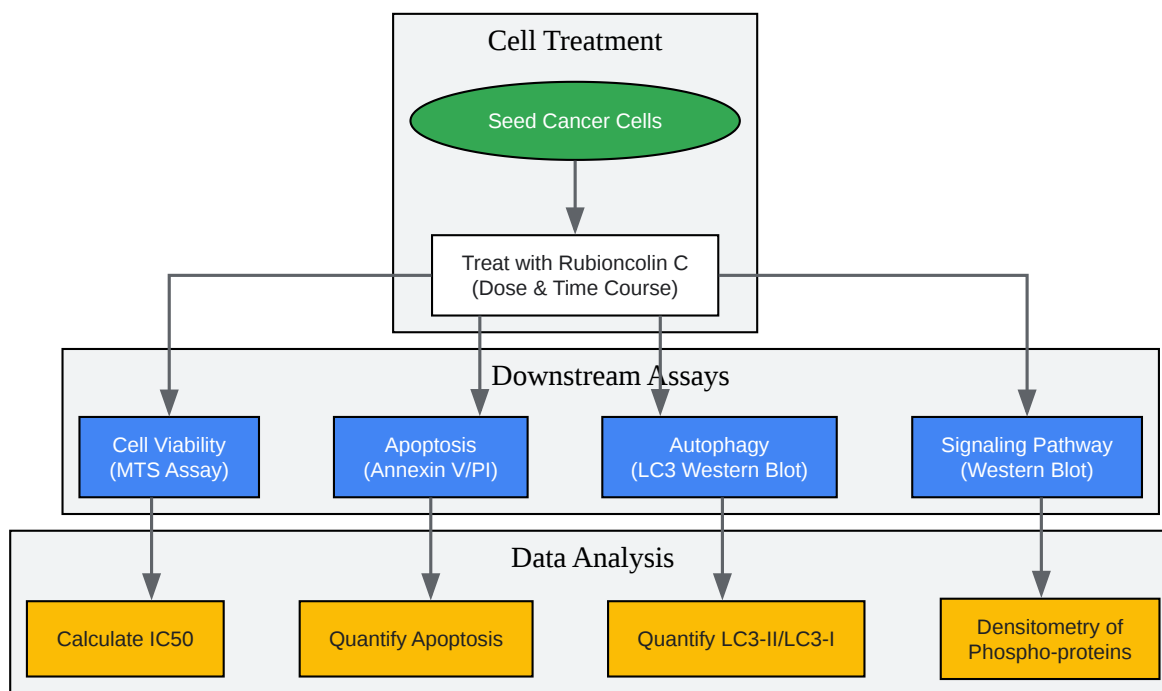 Cell Treatment
Seed Cancer Cells
Treat with Rubioncolin C
(Dose & Time Course)
Downstream Assays
Cell Viability
(MTS Assay)
Apoptosis
(Annexin V/PI)
Autophagy
(LC3 Western Blot)
Signaling Pathway
(Western Blot)
Data Analysis
Calculate IC50
Quantify Apoptosis
Quantify LC3-II/LC3-I
Densitometry of
Phospho-proteins